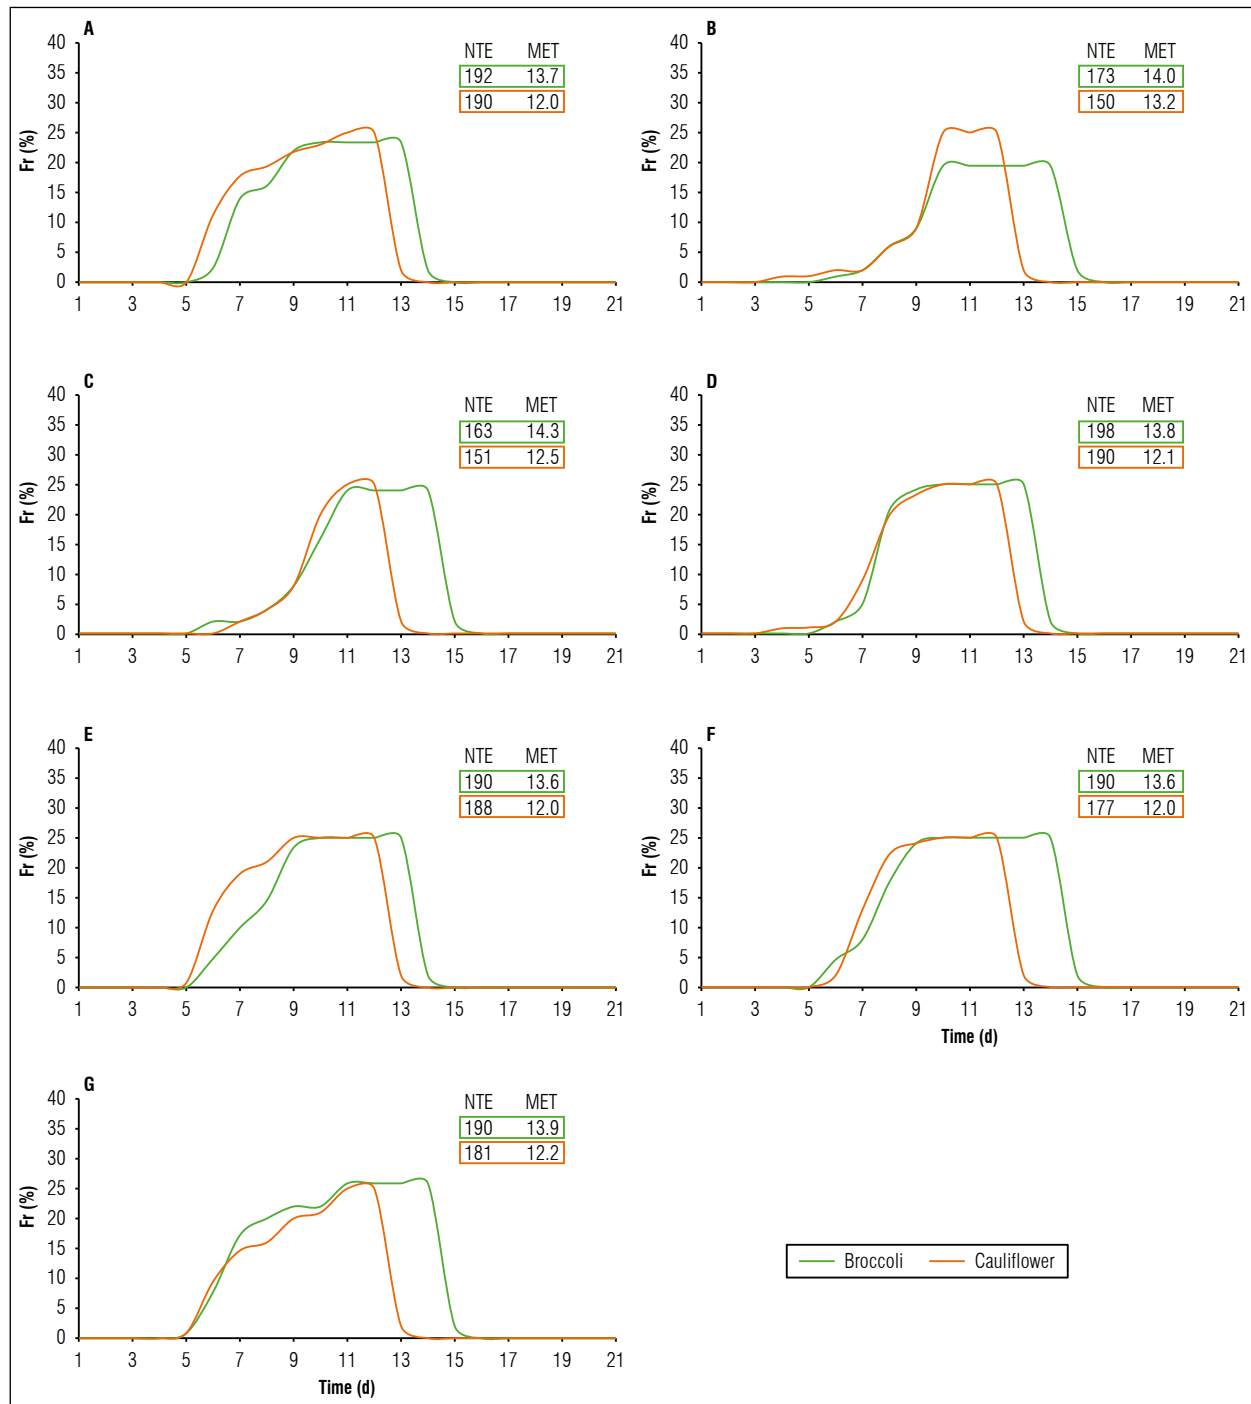 A
NTE MET
192 13.7
190 12.0
Fr (%)
40
35
30
25
20
15
10
5
0
1 3 5 7 9 11 13 15 17 19 21
B
NTE MET
173 14.0
150 13.2
Fr (%)
40
35
30
25
20
15
10
5
0
1 3 5 7 9 11 13 15 17 19 21
C
NTE MET
163 14.3
151 12.5
Fr (%)
40
35
30
25
20
15
10
5
0
1 3 5 7 9 11 13 15 17 19 21
D
NTE MET
198 13.8
190 12.1
Fr (%)
40
35
30
25
20
15
10
5
0
1 3 5 7 9 11 13 15 17 19 21
E
NTE MET
190 13.6
188 12.0
Fr (%)
40
35
30
25
20
15
10
5
0
1 3 5 7 9 11 13 15 17 19 21
F
NTE MET
190 13.6
177 12.0
Fr (%)
40
35
30
25
20
15
10
5
0
1 3 5 7 9 11 13 15 17 19 21
Time (d)
G
NTE MET
190 13.9
181 12.2
Fr (%)
40
35
30
25
20
15
10
5
0
1 3 5 7 9 11 13 15 17 19 21
Time (d)
Broccoli Cauliflower